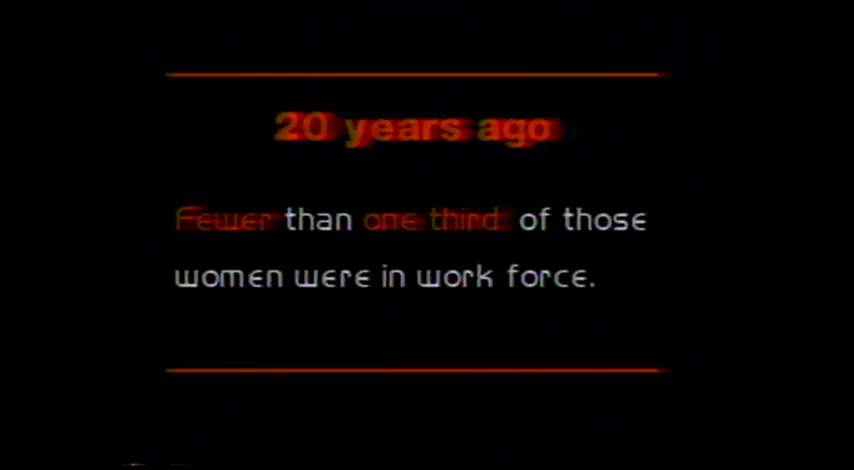 20 years ago
Fewer than one third of those
women were in work force.